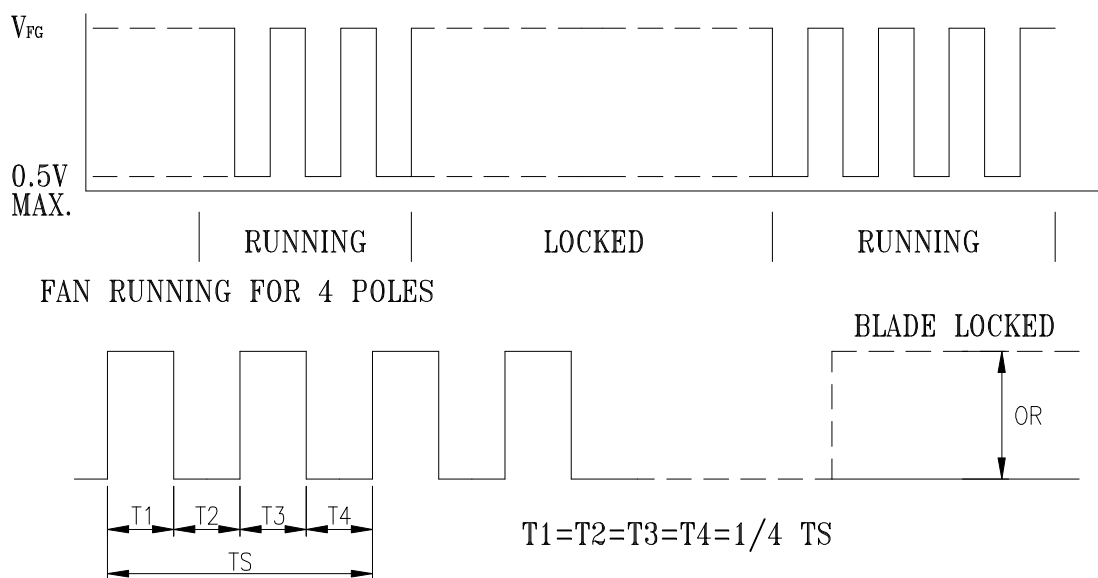 VFG
0.5V
MAX.
RUNNING LOCKED RUNNING
FAN RUNNING FOR 4 POLES
BLADE LOCKED
OR
T1 T2 T3 T4
T1=T2=T3=T4=1/4 TS
TS